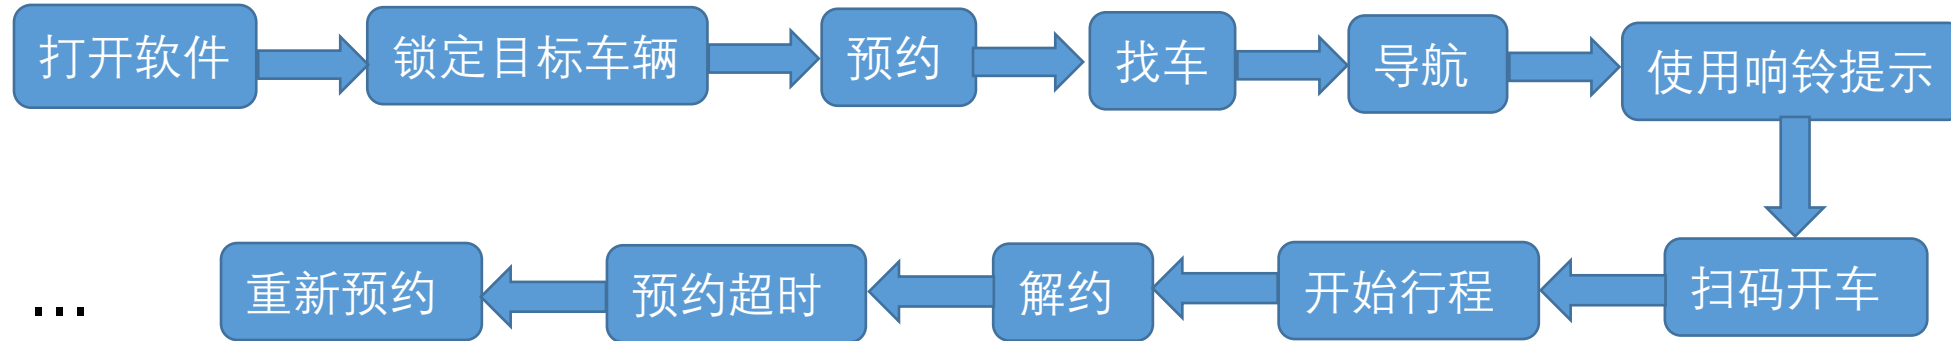 打开软件
锁定目标车辆
预约
找车
导航
使用响铃提示
扫码开车
开始行程
解约
预约超时
重新预约
...